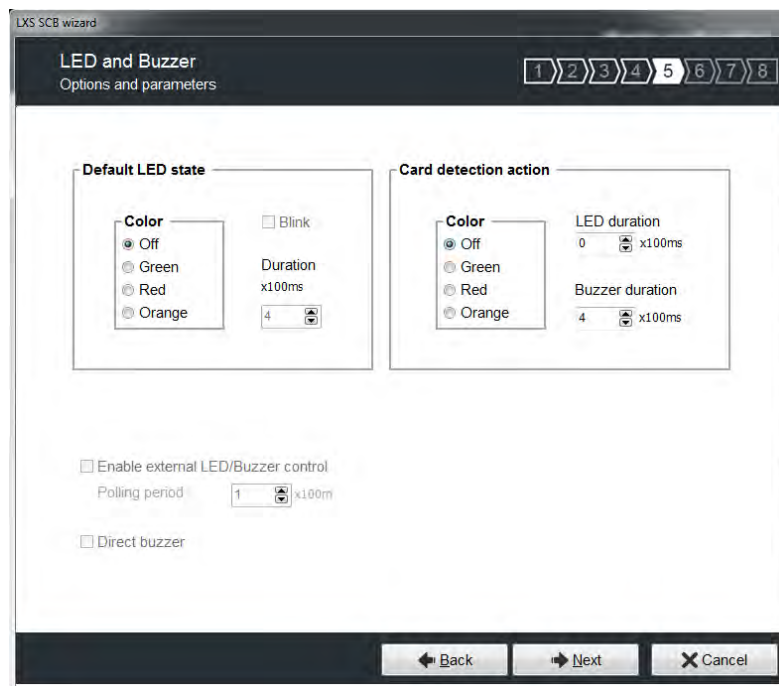 LXS SCB wizard
LED and Buzzer
Options and parameters
1 2 3 4 5 6 7 8
Default LED state
Color
Off
Green
Red
Orange
Blink
Duration
x100ms
4
Card detection action
Color
Off
Green
Red
Orange
LED duration
0 x100ms
Buzzer duration
4 x100ms
Enable external LED/Buzzer control
Polling period 1 x100m
Direct buzzer
Back
Next
Cancel